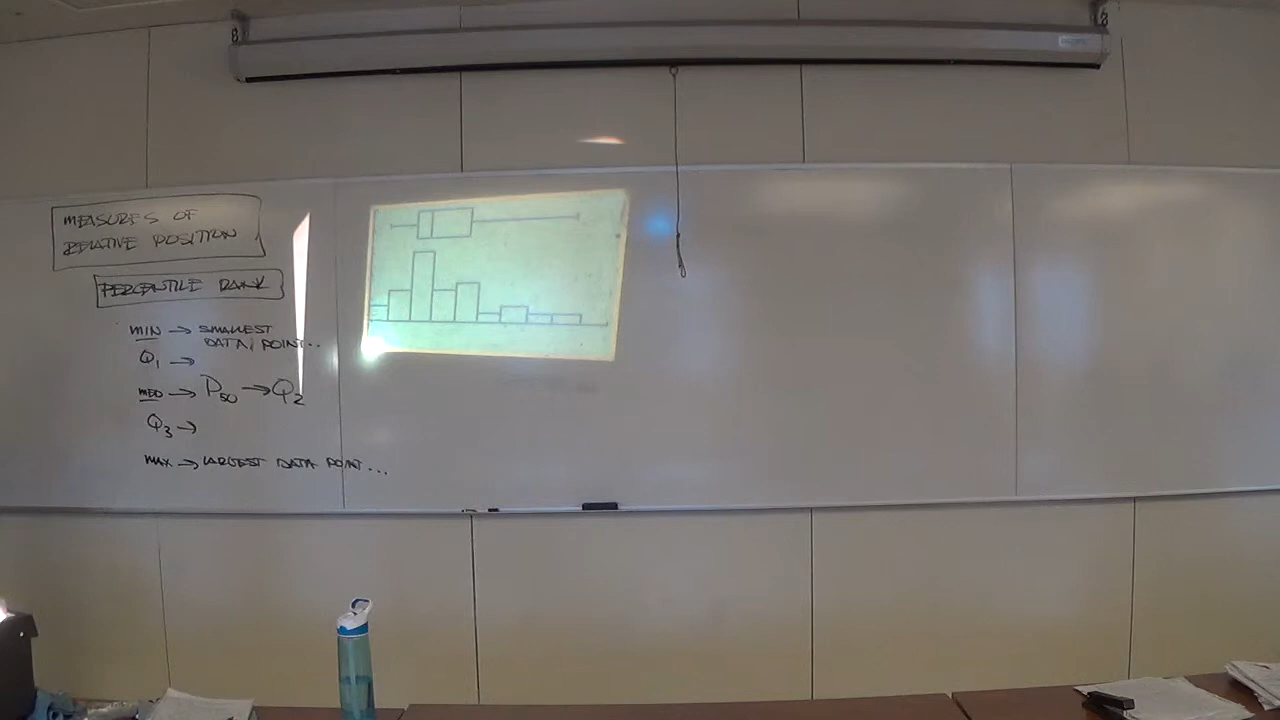 MEASURES OF
RELATIVE POSITION
PERCENTILE RANK
MIN → SMALLEST
DATA POINT...
Q1 →
MED → P50 → Q2
Q3 →
MAX → LARGEST DATA POINT...